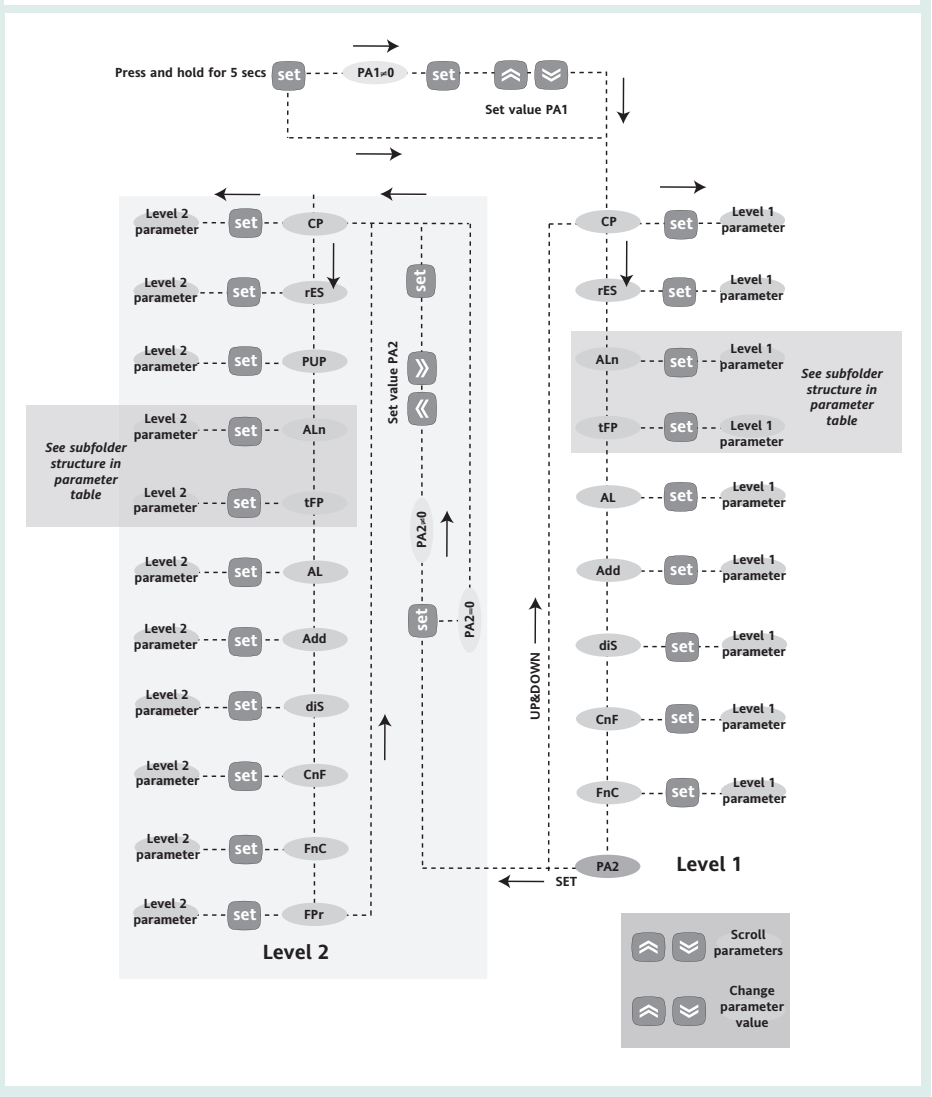 Press and hold for 5 secs set PA1≠0 set
Set value PA1
Level 2
parameter set CP
Level 2
parameter set rES
Level 2
parameter set PUP
Level 2
parameter set ALn
See subfolder
structure in
parameter
table
Level 2
parameter set tFP
Level 2
parameter set AL
Level 2
parameter set Add
Level 2
parameter set diS
Level 2
parameter set CnF
Level 2
parameter set FnC
Level 2
parameter set FPr
Level 2
set
Set value PA2
PA2≠0
set
PA2=0
UP&DOWN
CP set Level 1
parameter
rES set Level 1
parameter
ALn set Level 1
parameter
See subfolder
structure in
parameter
table
tFP set Level 1
parameter
AL set Level 1
parameter
Add set Level 1
parameter
diS set Level 1
parameter
CnF set Level 1
parameter
FnC set Level 1
parameter
PA2 Level 1
SET
Scroll
parameters
Change
parameter
value